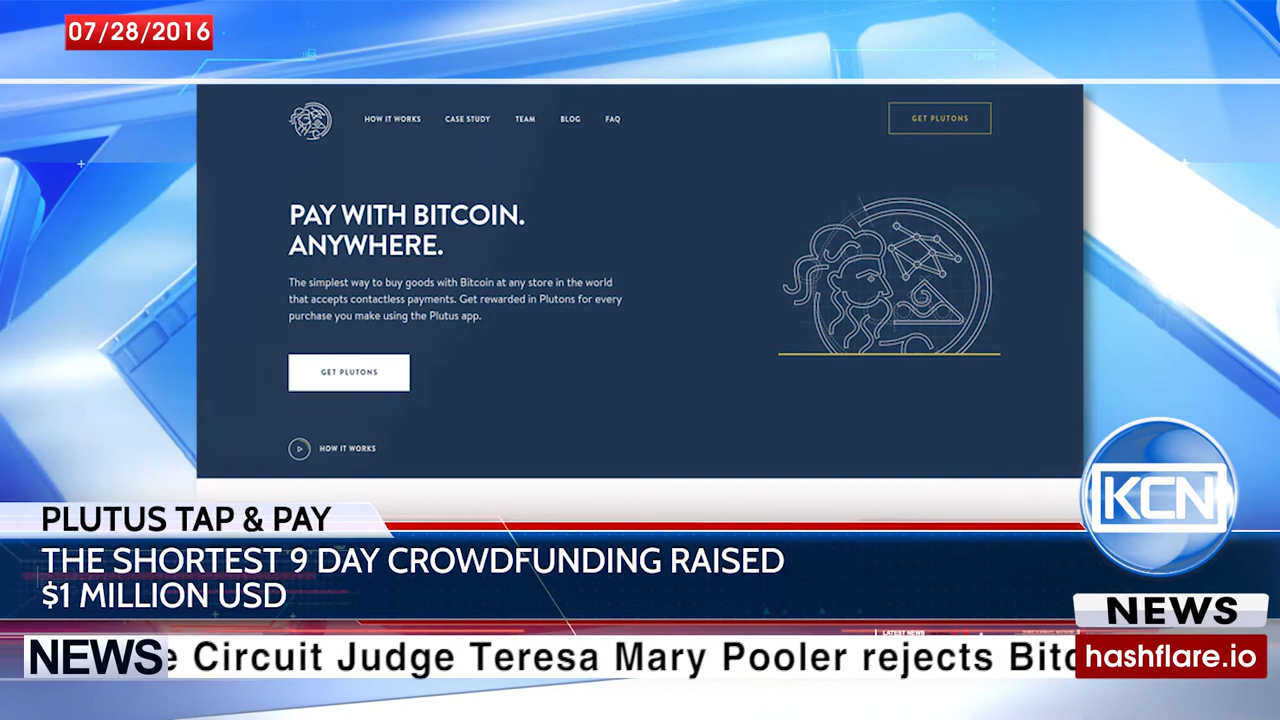 07/28/2016
HOW IT WORKS
CASE STUDY
TEAM
BLOG
FAQ
GET PLUTONS
PAY WITH BITCOIN.
ANYWHERE.
The simplest way to buy goods with Bitcoin at any store in the world
that accepts contactless payments. Get rewarded in Plutons for every
purchase you make using the Plutus app.
GET PLUTONS
HOW IT WORKS
KCN
PLUTUS TAP & PAY
THE SHORTEST 9 DAY CROWDFUNDING RAISED
$1 MILLION USD
NEWS
LATEST NEWS
NEWS
e Circuit Judge Teresa Mary Pooler rejects Bitc
hashflare.io